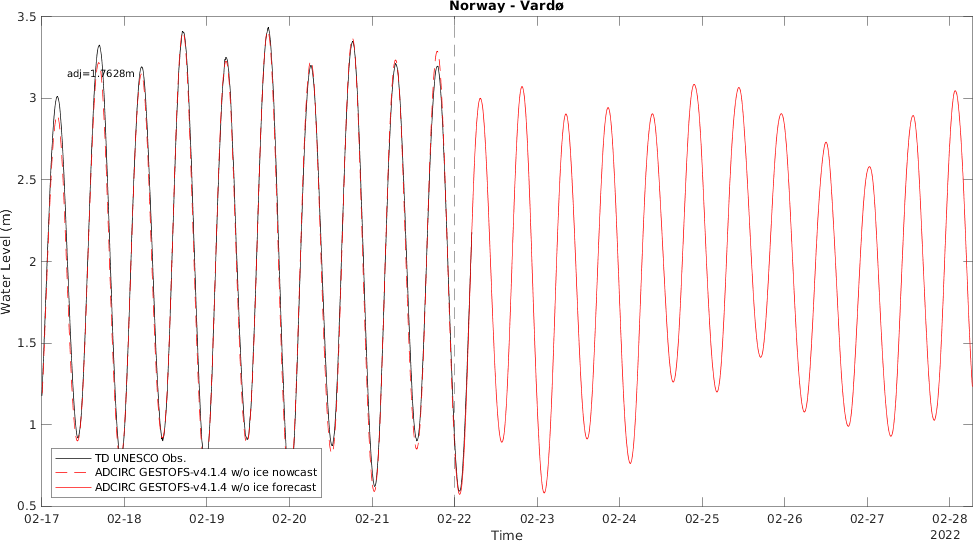 Norway - Vardø
3.5
3
2.5
2
1.5
1
0.5
Water Level (m)
adj=1.7628m
TD UNESCO Obs.
ADCIRC GESTOFS-v4.1.4 w/o ice nowcast
ADCIRC GESTOFS-v4.1.4 w/o ice forecast
02-17 02-18 02-19 02-20 02-21 02-22 02-23 02-24 02-25 02-26 02-27 02-28
Time
2022